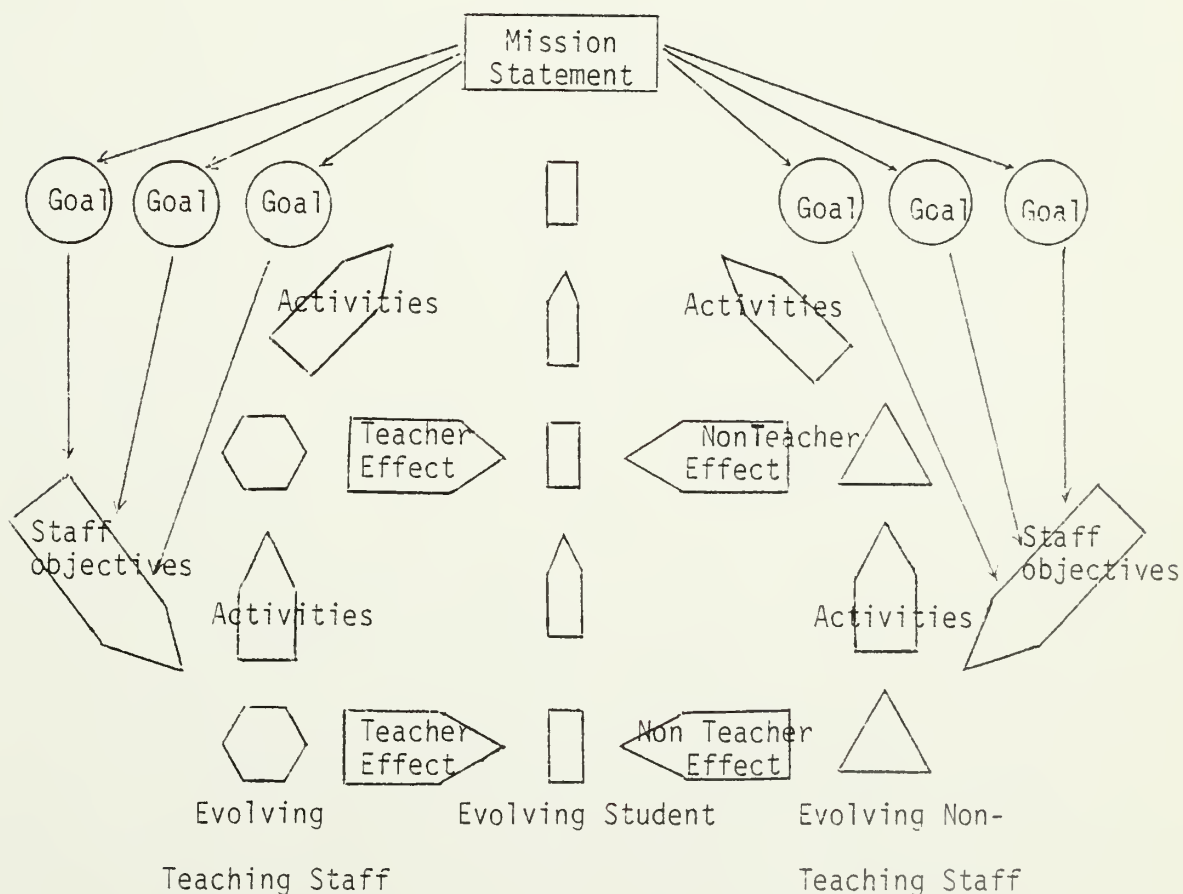 Mission
Statement
Goal
Goal
Goal
Goal
Goal
Goal
Activities
Activities
Teacher
Effect
NonTeacher
Effect
Staff
objectives
Staff
objectives
Activities
Activities
Teacher
Effect
Non Teacher
Effect
Evolving
Teaching Staff
Evolving Student
Evolving Non-
Teaching Staff